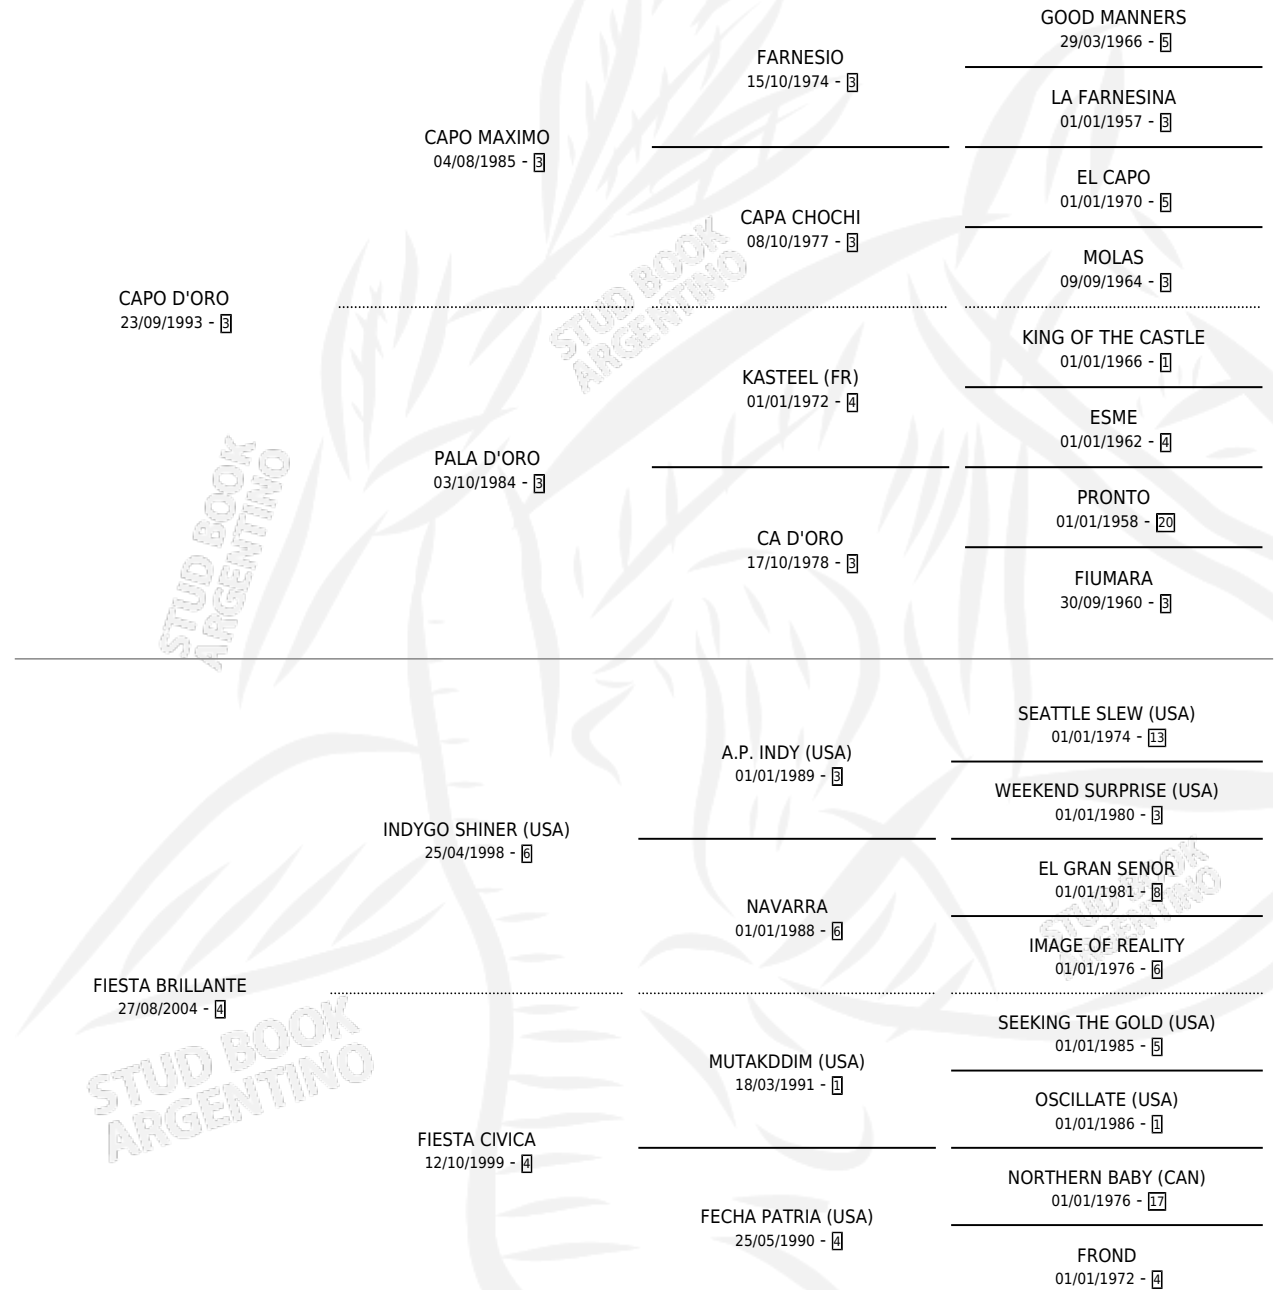 GOOD MANNERS
29/03/1966 - 5
FARNESIO
15/10/1974 - 3
LA FARNESINA
01/01/1957 - 3
CAPO MAXIMO
04/08/1985 - 3
EL CAPO
01/01/1970 - 5
CAPA CHOCHI
08/10/1977 - 3
MOLAS
09/09/1964 - 3
CAPO D'ORO
23/09/1993 - 3
KING OF THE CASTLE
01/01/1966 - 1
KASTEEL (FR)
01/01/1972 - 4
ESME
01/01/1962 - 4
PALA D'ORO
03/10/1984 - 3
PRONTO
01/01/1958 - 20
CA D'ORO
17/10/1978 - 3
FIUMARA
30/09/1960 - 3
SEATTLE SLEW (USA)
01/01/1974 - 13
A.P. INDY (USA)
01/01/1989 - 3
WEEKEND SURPRISE (USA)
01/01/1980 - 3
INDYGO SHINER (USA)
25/04/1998 - 6
EL GRAN SENOR
01/01/1981 - 8
NAVARRA
01/01/1988 - 6
IMAGE OF REALITY
01/01/1976 - 6
FIESTA BRILLANTE
27/08/2004 - 4
SEEKING THE GOLD (USA)
01/01/1985 - 5
MUTAKDDIM (USA)
18/03/1991 - 1
OSCILLATE (USA)
01/01/1986 - 1
FIESTA CIVICA
12/10/1999 - 4
NORTHERN BABY (CAN)
01/01/1976 - 17
FECHA PATRIA (USA)
25/05/1990 - 4
FROND
01/01/1972 - 4
STUD BOOK
ARGENTINO
STUD BOOK
ARGENTINO
STUD BOOK
ARGENTINO
STUD BOOK
ARGENTINO